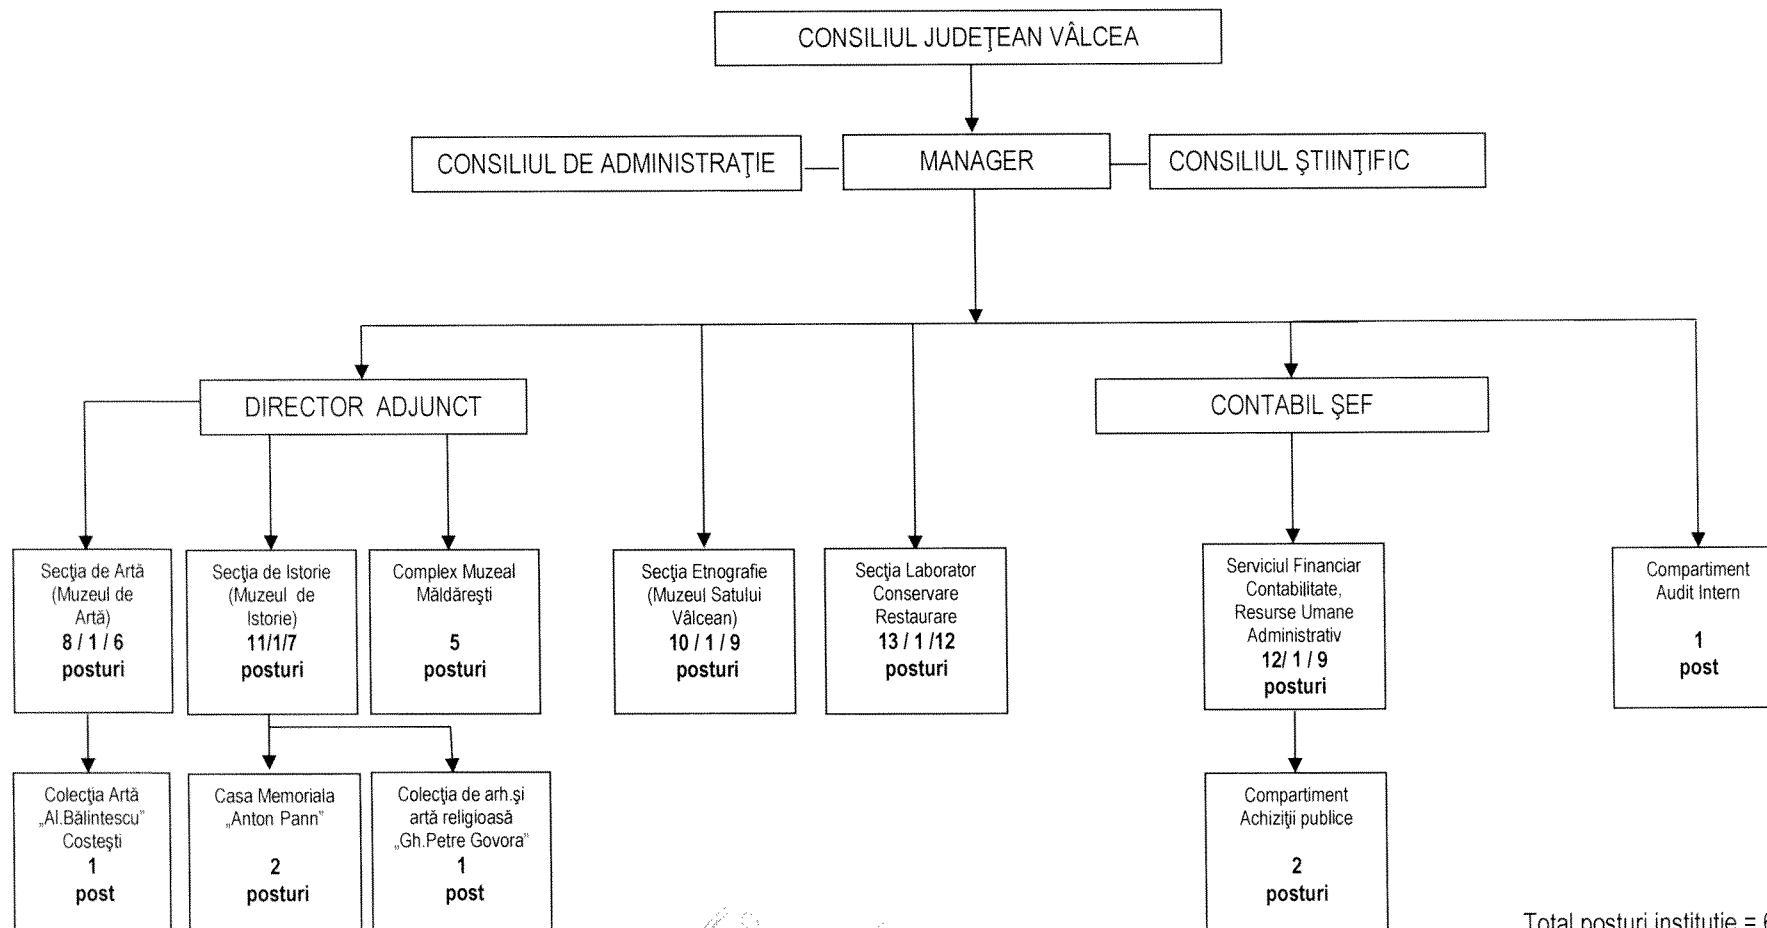 CONSILIUL JUDEŢEAN VÂLCEA
CONSILIUL DE ADMINISTRAŢIE
MANAGER
CONSILIUL ŞTIINŢIFIC
DIRECTOR ADJUNCT
CONTABIL ŞEF
Secţia de Artă
(Muzeul de
Artă)
8 / 1 / 6
posturi
Secţia de Istorie
(Muzeul de
Istorie)
11/1/7
posturi
Complex Muzeal
Măldăreşti
5
posturi
Secţia Etnografie
(Muzeul Satului
Vâlcean)
10 / 1 / 9
posturi
Secţia Laborator
Conservare
Restaurare
13 / 1 /12
posturi
Serviciul Financiar
Contabilitate,
Resurse Umane
Administrativ
12/ 1 / 9
posturi
Compartiment
Audit Intern
1
post
Colecţia Artă
„Al.Bălintescu”
Costeşti
1
post
Casa Memoriala
„Anton Pann”
2
posturi
Colecţia de arh.şi
artă religioasă
„Gh.Petre Govora”
1
post
Compartiment
Achiziţii publice
2
posturi
Total posturi instituţie =